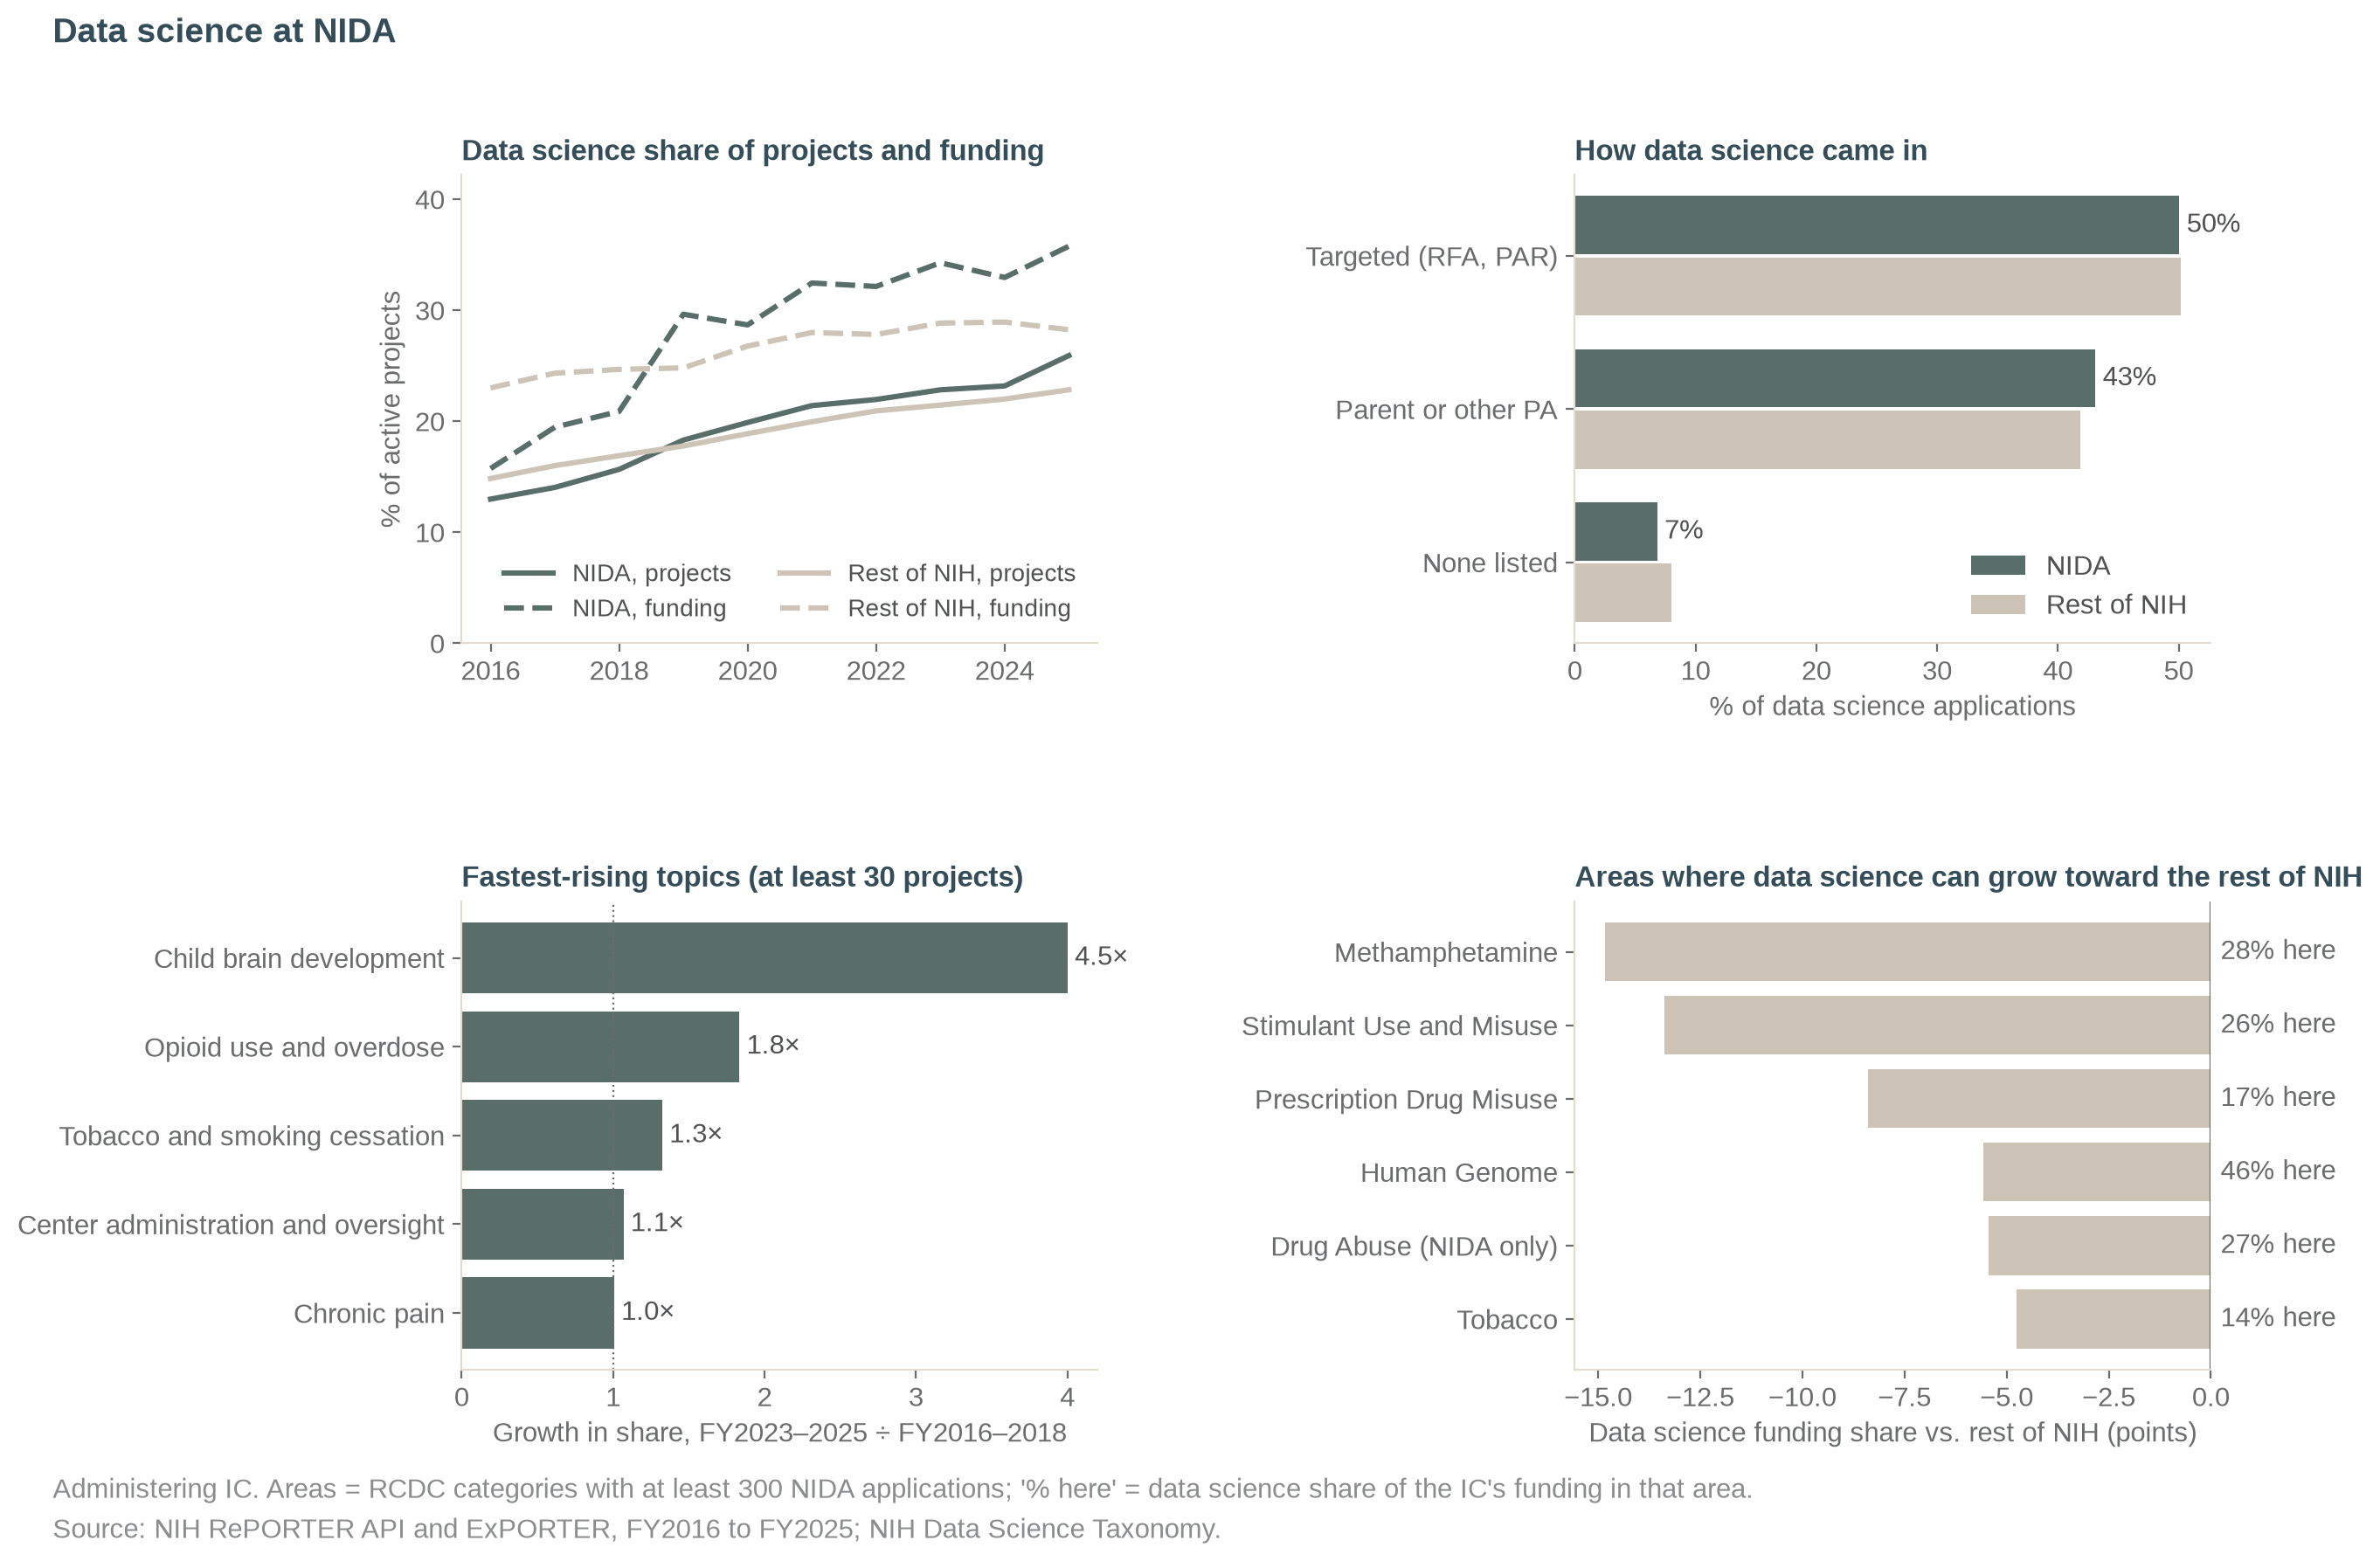 Data science at NIDA
Data science share of projects and funding
40
30
20
10
0
% of active projects
NIDA, projects
NIDA, funding
Rest of NIH, projects
Rest of NIH, funding
2016 2018 2020 2022 2024
How data science came in
Targeted (RFA, PAR) 50%
Parent or other PA 43%
None listed 7%
NIDA
Rest of NIH
0 10 20 30 40 50
% of data science applications
Fastest-rising topics (at least 30 projects)
Child brain development 4.5×
Opioid use and overdose 1.8×
Tobacco and smoking cessation 1.3×
Center administration and oversight 1.1×
Chronic pain 1.0×
0 1 2 3 4
Growth in share, FY2023–2025 ÷ FY2016–2018
Areas where data science can grow toward the rest of NIH
Methamphetamine 28% here
Stimulant Use and Misuse 26% here
Prescription Drug Misuse 17% here
Human Genome 46% here
Drug Abuse (NIDA only) 27% here
Tobacco 14% here
−15.0 −12.5 −10.0 −7.5 −5.0 −2.5 0.0
Data science funding share vs. rest of NIH (points)
Administering IC. Areas = RCDC categories with at least 300 NIDA applications; '% here' = data science share of the IC's funding in that area.
Source: NIH RePORTER API and ExPORTER, FY2016 to FY2025; NIH Data Science Taxonomy.